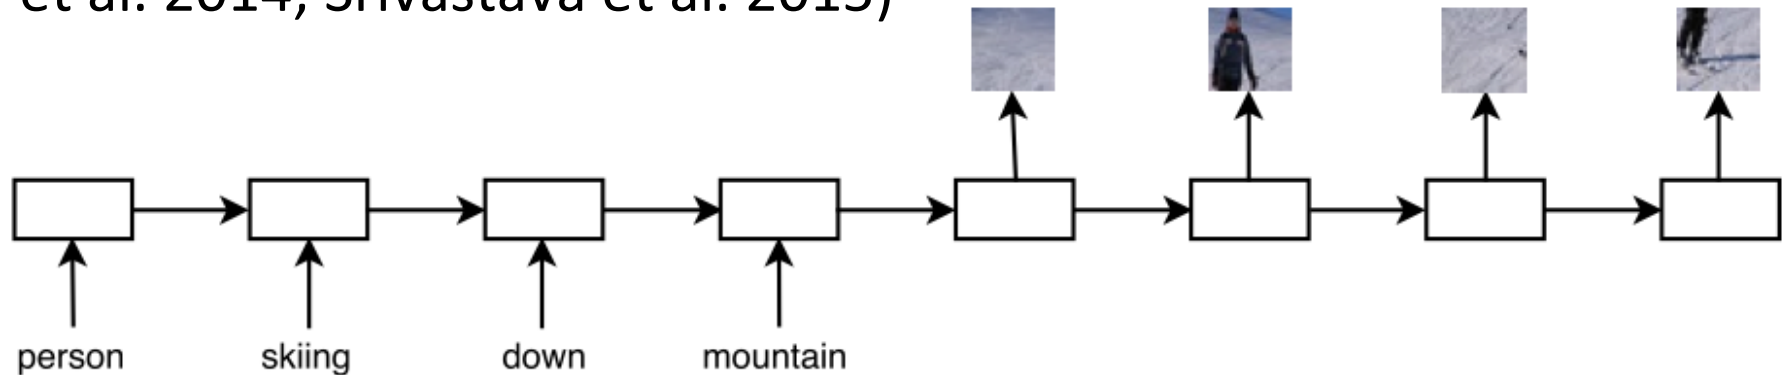 et al. 2014, Srivastava et al. 2015)
person skiing down mountain